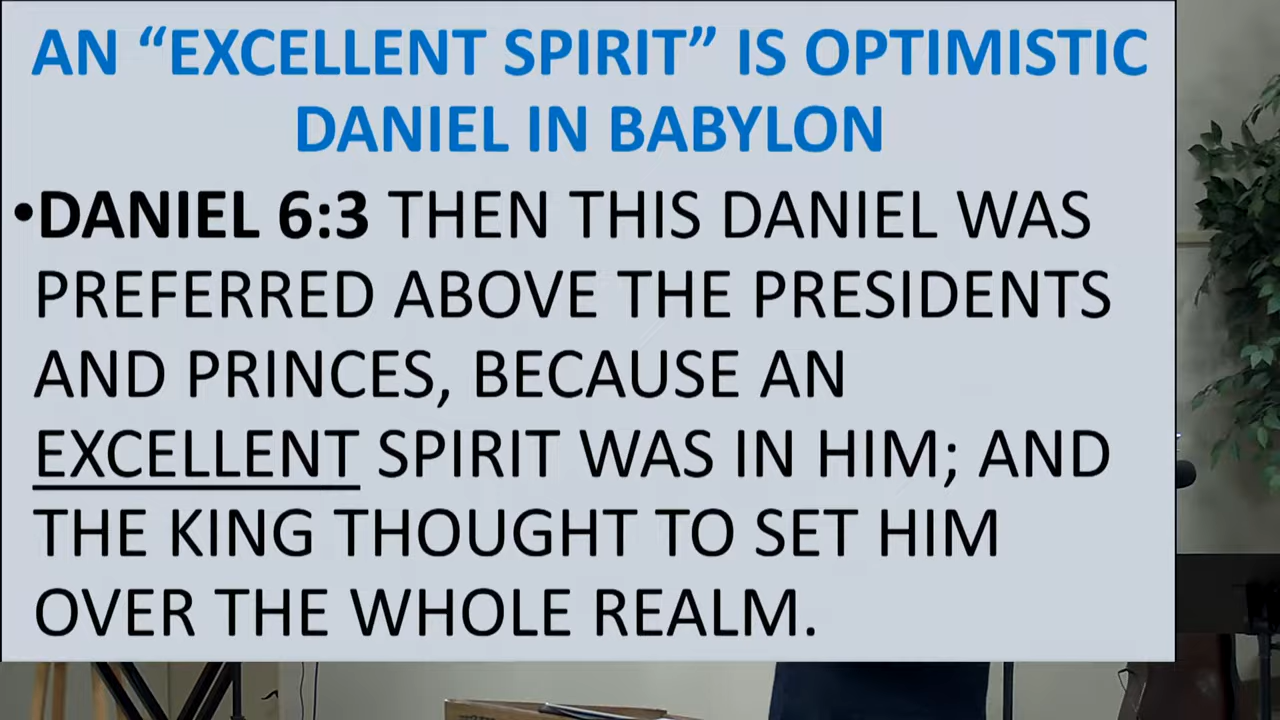 AN “EXCELLENT SPIRIT” IS OPTIMISTIC
DANIEL IN BABYLON
•DANIEL 6:3 THEN THIS DANIEL WAS
PREFERRED ABOVE THE PRESIDENTS
AND PRINCES, BECAUSE AN
EXCELLENT SPIRIT WAS IN HIM; AND
THE KING THOUGHT TO SET HIM
OVER THE WHOLE REALM.